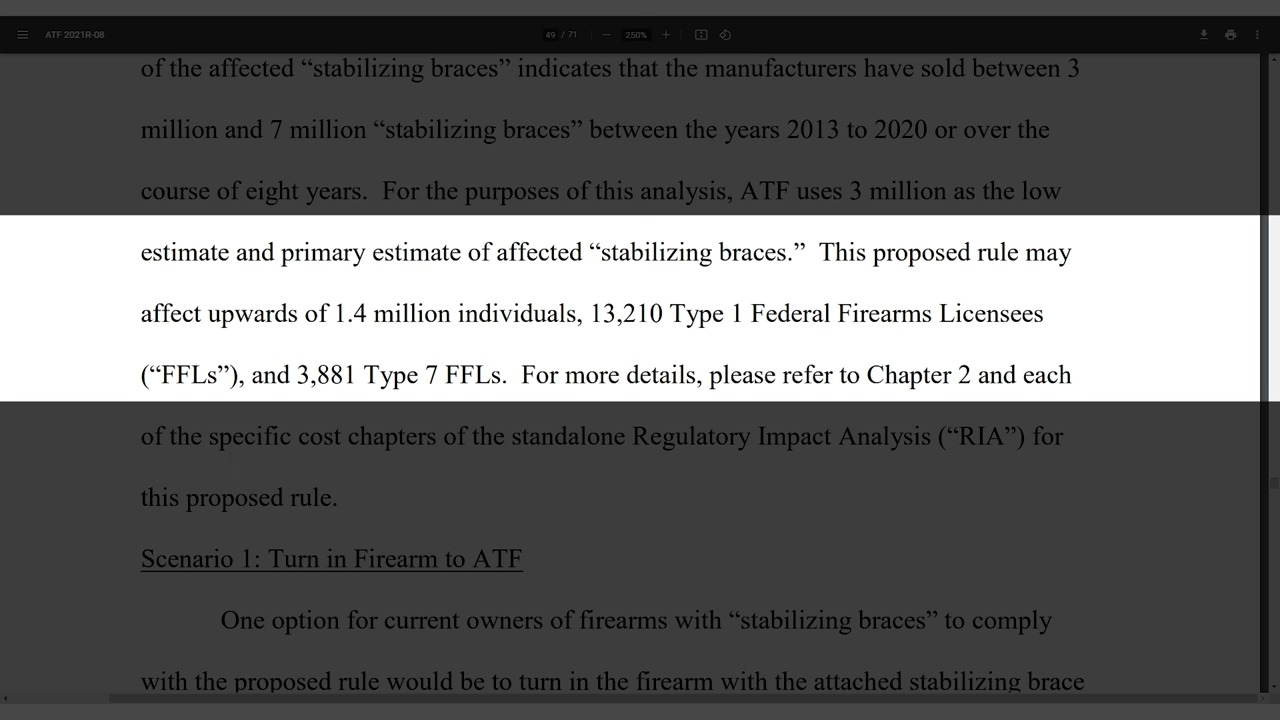 ATF 2021R-08
49 / 71
250%
of the affected “stabilizing braces” indicates that the manufacturers have sold between 3
million and 7 million “stabilizing braces” between the years 2013 to 2020 or over the
course of eight years.  For the purposes of this analysis, ATF uses 3 million as the low
estimate and primary estimate of affected “stabilizing braces.”  This proposed rule may
affect upwards of 1.4 million individuals, 13,210 Type 1 Federal Firearms Licensees
(“FFLs”), and 3,881 Type 7 FFLs.  For more details, please refer to Chapter 2 and each
of the specific cost chapters of the standalone Regulatory Impact Analysis (“RIA”) for
this proposed rule.
Scenario 1: Turn in Firearm to ATF
One option for current owners of firearms with “stabilizing braces” to comply
with the proposed rule would be to turn in the firearm with the attached stabilizing brace